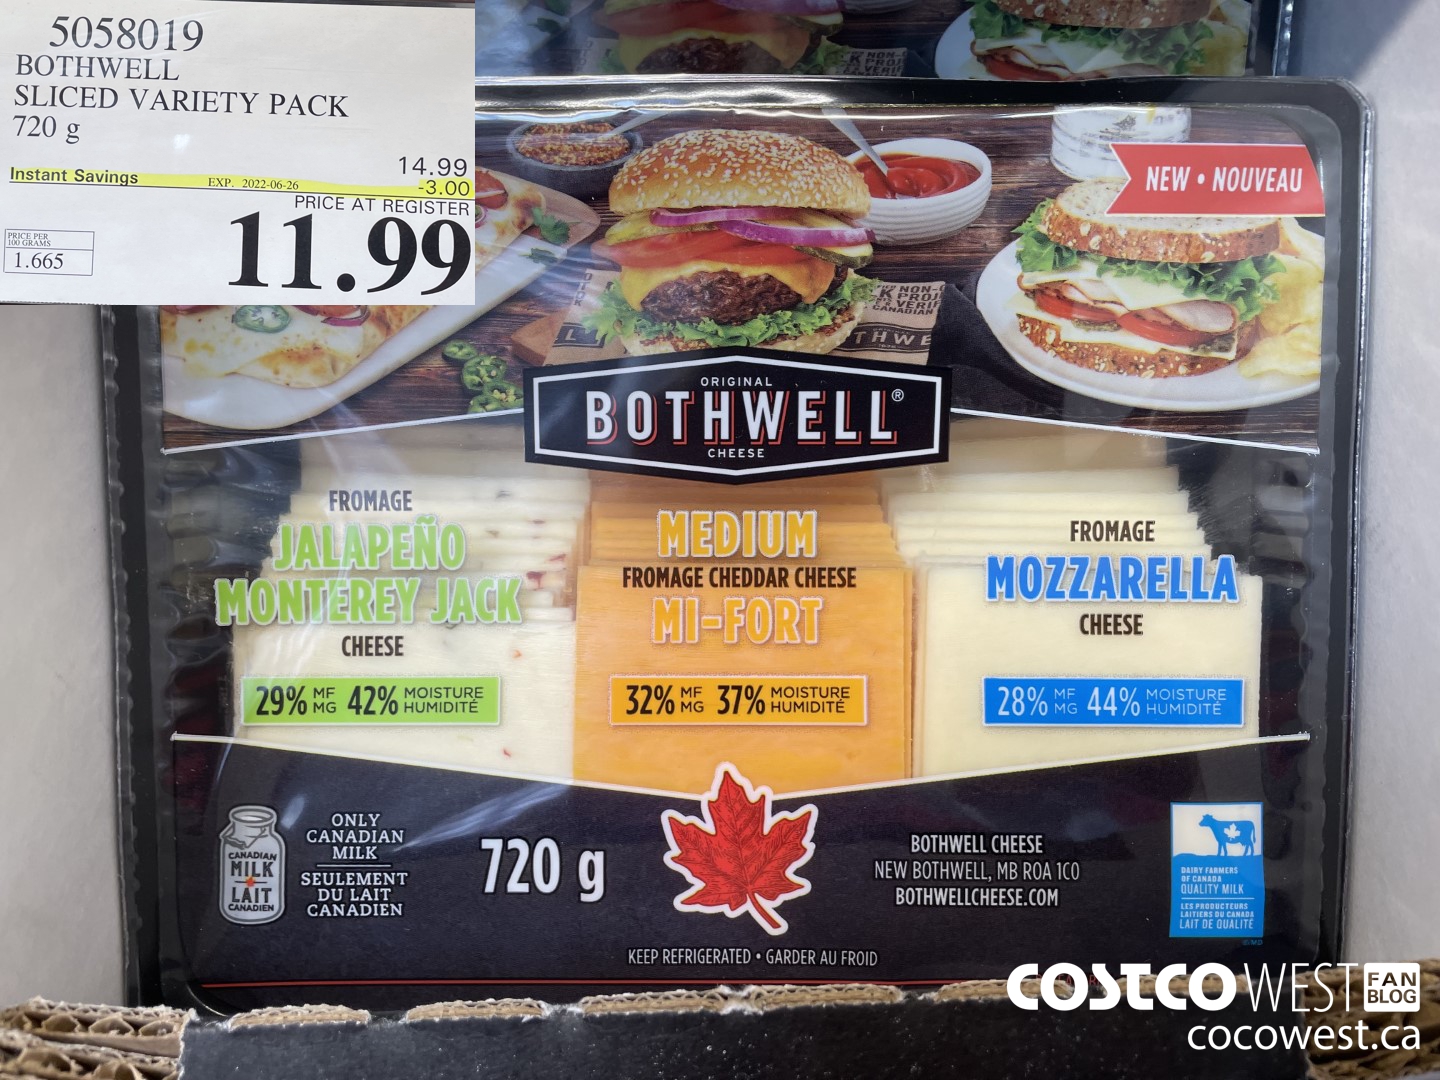 5058019
BOTHWELL
SLICED VARIETY PACK
720 g
14.99
Instant Savings EXP. 2022-06-26 -3.00
PRICE AT REGISTER
PRICE PER
100 GRAMS
1.665
11.99
NEW • NOUVEAU
ORIGINAL
BOTHWELL®
CHEESE
FROMAGE
JALAPEÑO
MONTEREY JACK
CHEESE
29% MF MG 42% MOISTURE HUMIDITÉ
MEDIUM
FROMAGE CHEDDAR CHEESE
MI-FORT
32% MF MG 37% MOISTURE HUMIDITÉ
FROMAGE
MOZZARELLA
CHEESE
28% MF MG 44% MOISTURE HUMIDITÉ
CANADIAN
MILK
LAIT
CANADIEN
ONLY
CANADIAN
MILK
SEULEMENT
DU LAIT
CANADIEN
720 g
BOTHWELL CHEESE
NEW BOTHWELL, MB R0A 1C0
BOTHWELLCHEESE.COM
DAIRY FARMERS
OF CANADA
QUALITY MILK
LES PRODUCTEURS
LAITIERS DU CANADA
LAIT DE QUALITÉ
KEEP REFRIGERATED • GARDER AU FROID
COSTCO WEST FAN BLOG
cocowest.ca